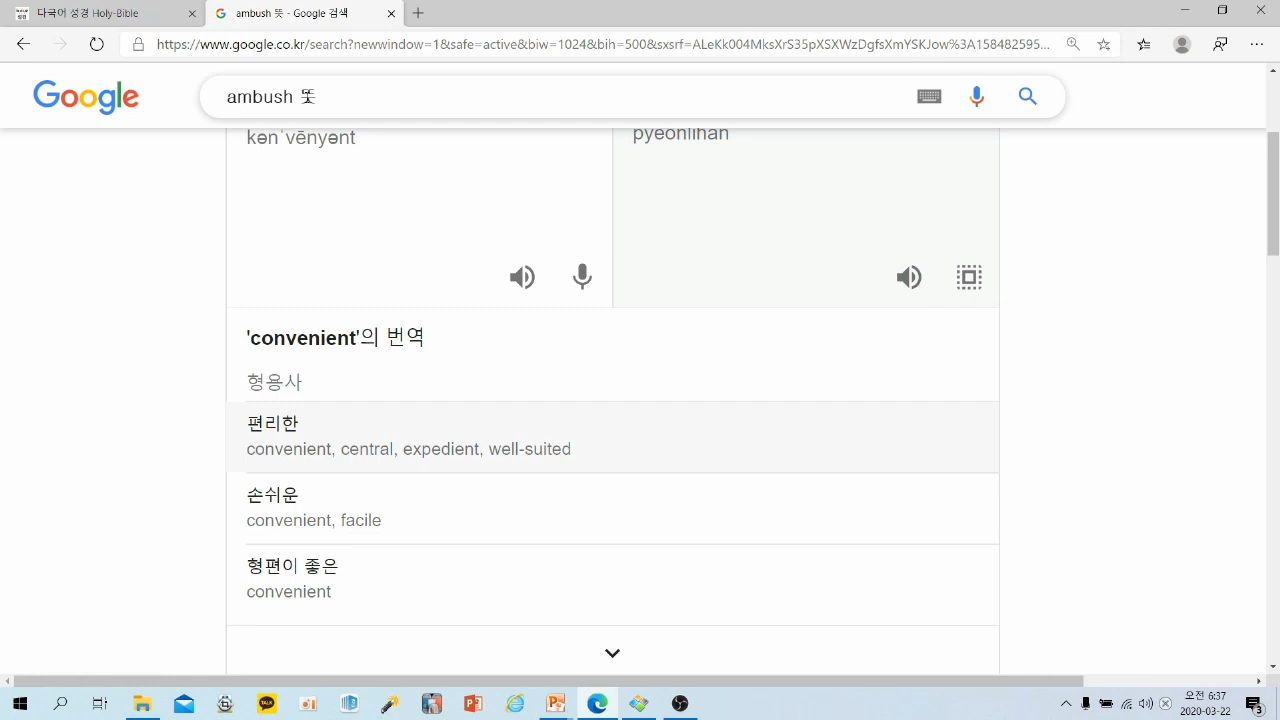 다국어 성경 Holy-Bible
ambush 뜻 - Google 검색
https://www.google.co.kr/search?newwindow=1&safe=active&biw=1024&bih=500&sxsrf=ALeKk004MksXrS35pXSXWzDgfsXmYSKJow%3A158482595...
Google
ambush 뜻
kənˈvēnyənt
pyeonlihan
'convenient'의 번역
형용사
편리한
convenient, central, expedient, well-suited
손쉬운
convenient, facile
형편이 좋은
convenient
TALK
오전 6:37
2020-03-22
3